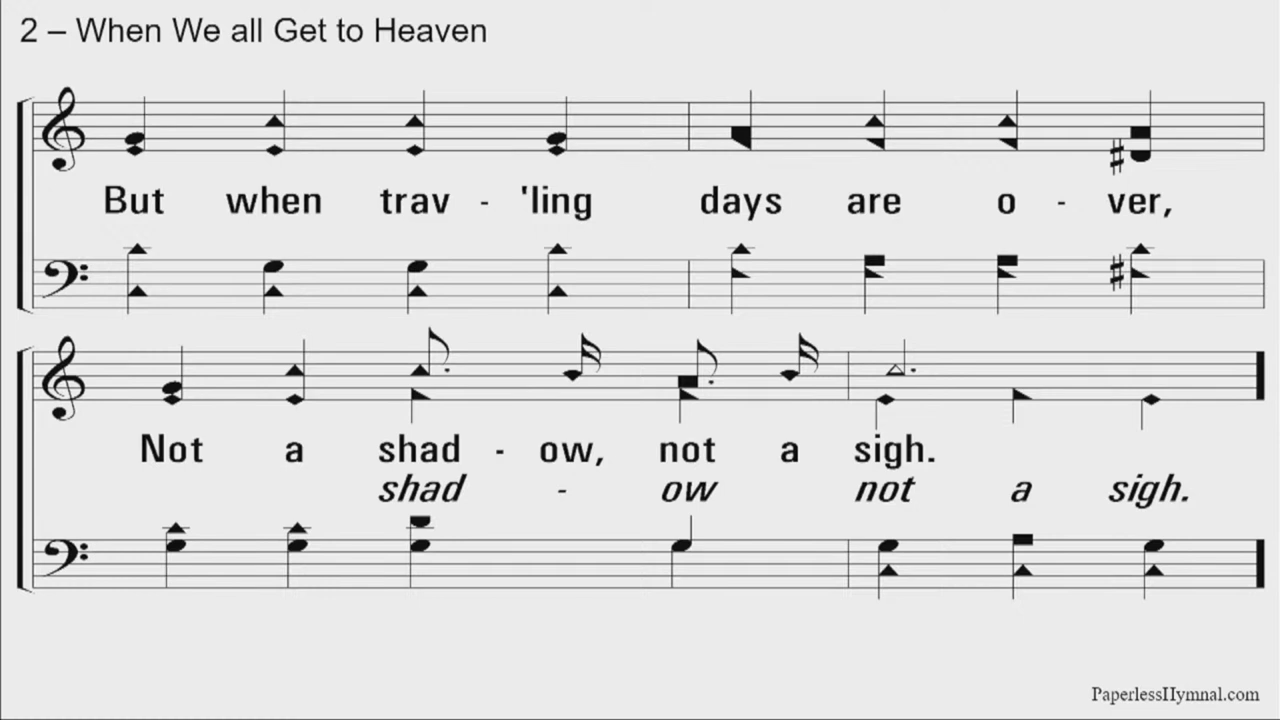 2 – When We all Get to Heaven
But when trav - 'ling days are o - ver,
Not a shad - ow, not a sigh.
shad - ow not a sigh.
PaperlessHymnal.com